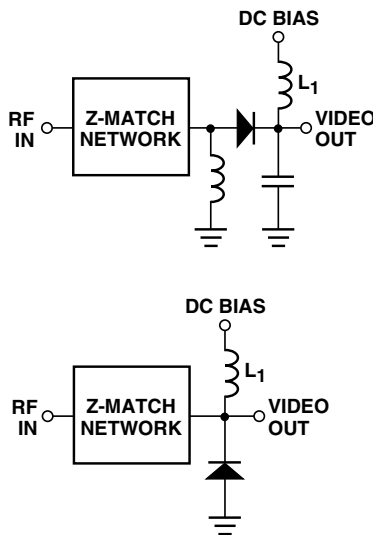 DC BIAS
L1
Z-MATCH
NETWORK
RF
IN
VIDEO
OUT
DC BIAS
L1
Z-MATCH
NETWORK
RF
IN
VIDEO
OUT